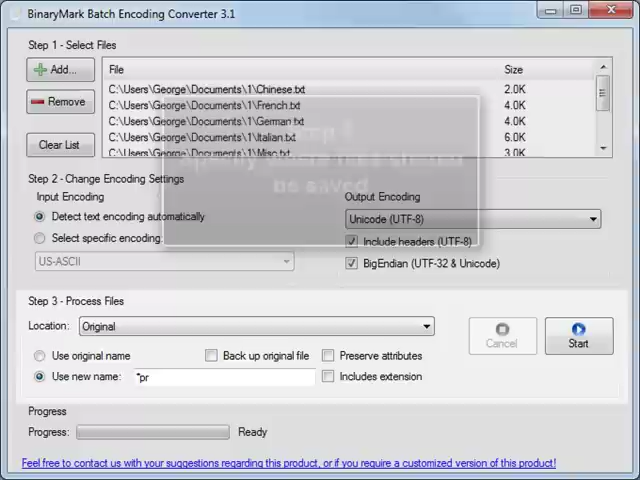 BinaryMark Batch Encoding Converter 3.1
Step 1 - Select Files
Add...
File Size
C:\Users\George\Documents\1\Chinese.txt 2.0K
Remove
C:\Users\George\Documents\1\French.txt 4.0K
C:\Users\George\Documents\1\German.txt 4.0K
C:\Users\George\Documents\1\Italian.txt 6.0K
Clear List
C:\Users\George\Documents\1\Misc.txt 3.0K
be saved
Step 2 - Change Encoding Settings
Input Encoding
Output Encoding
Detect text encoding automatically
Unicode (UTF-8)
Select specific encoding:
Include headers (UTF-8)
US-ASCII
BigEndian (UTF-32 & Unicode)
Step 3 - Process Files
Location: Original
Cancel
Start
Use original name
Back up original file
Preserve attributes
Use new name: *pr
Includes extension
Progress
Progress: Ready
Feel free to contact us with your suggestions regarding this product, or if you require a customized version of this product!